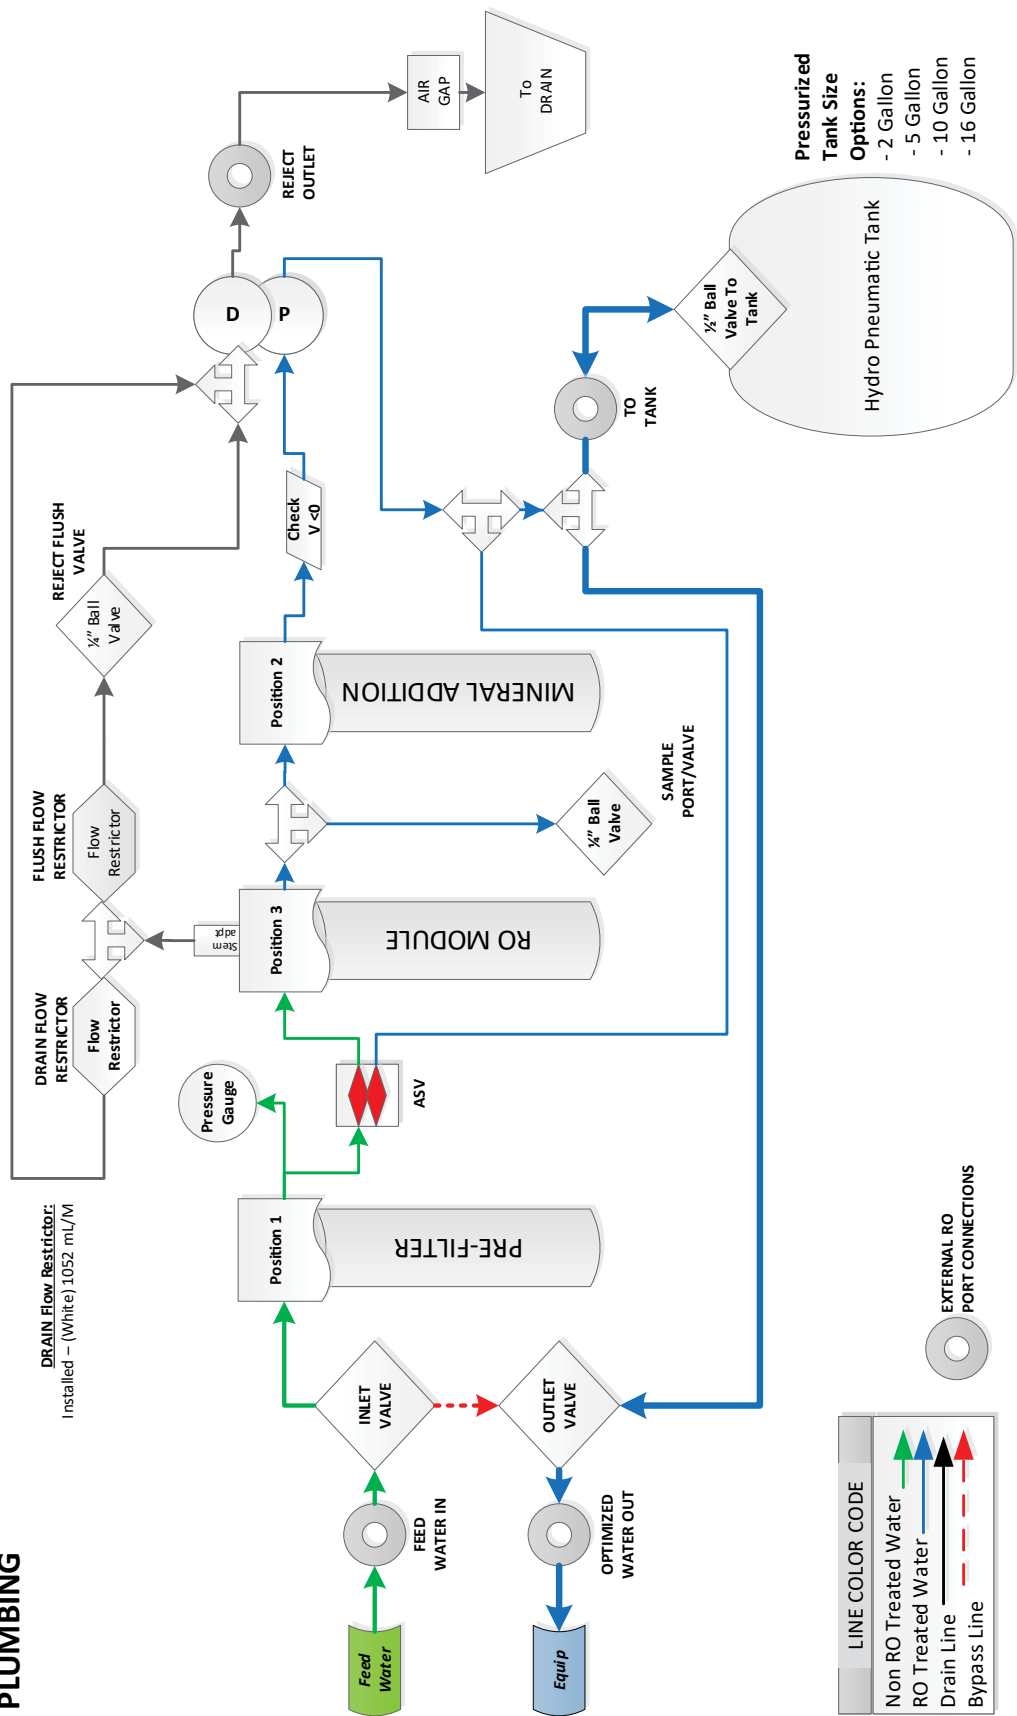 PLUMBING
DRAIN Flow Restrictor:
Installed – (White) 1052 mL/M
DRAIN FLOW
RESTRICTOR
Flow
Restrictor
FLUSH FLOW
RESTRICTOR
Flow
Restrictor
REJECT FLUSH
VALVE
¼" Ball
Valve
Stem
adpt
Pressure
Gauge
D
P
REJECT
OUTLET
AIR
GAP
To
DRAIN
Position 1
PRE-FILTER
ASV
Position 3
RO MODULE
Position 2
MINERAL ADDITION
Check
V <0
¼" Ball
Valve
SAMPLE
PORT/VALVE
TO
TANK
½" Ball
Valve To
Tank
Hydro Pneumatic Tank
Pressurized
Tank Size
Options:
- 2 Gallon
- 5 Gallon
- 10 Gallon
- 16 Gallon
Feed
Water
FEED
WATER IN
INLET
VALVE
OUTLET
VALVE
OPTIMIZED
WATER OUT
Equip
LINE COLOR CODE
Non RO Treated Water
RO Treated Water
Drain Line
Bypass Line
EXTERNAL RO
PORT CONNECTIONS